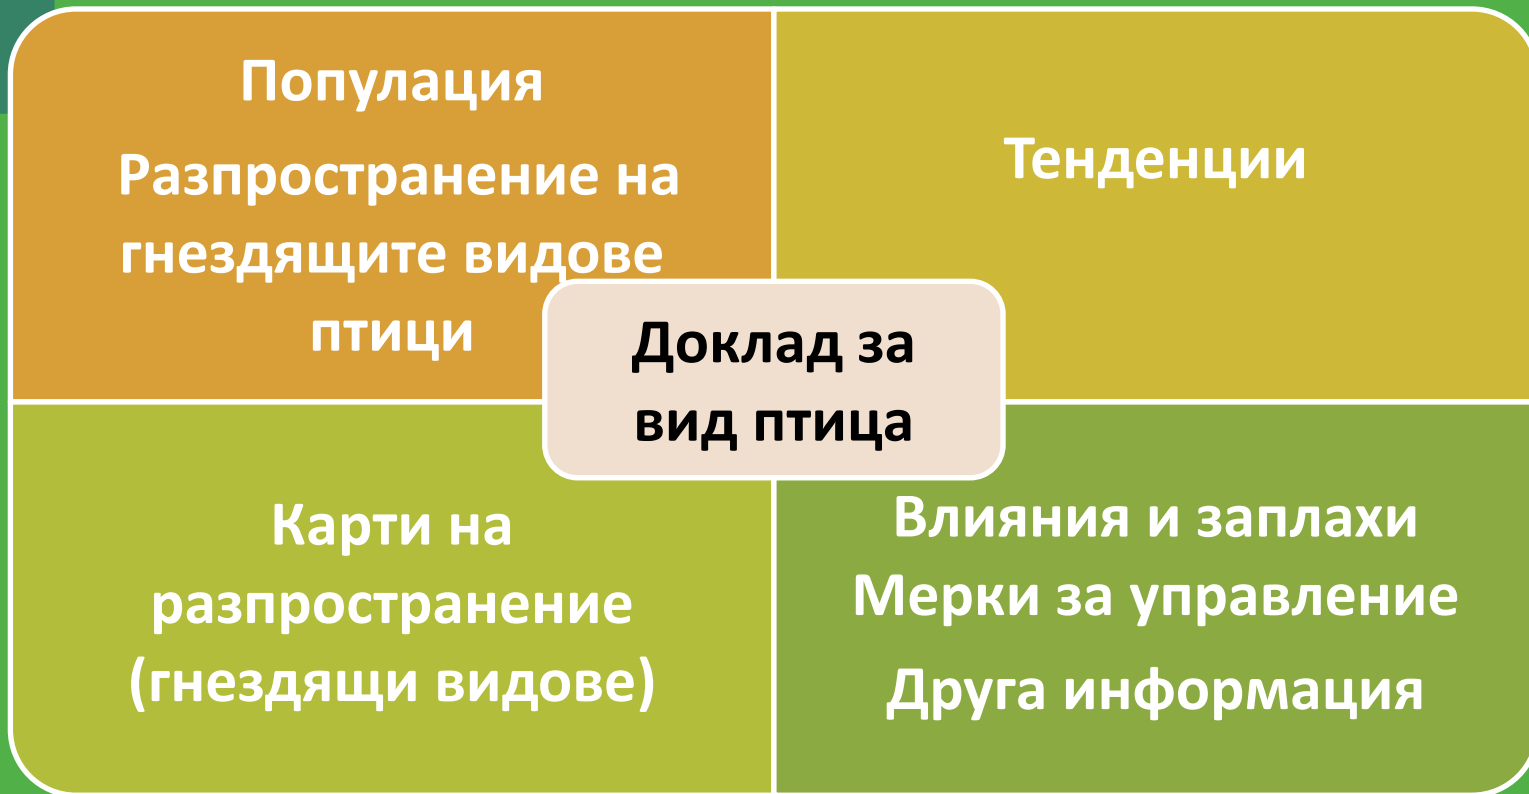 Популация
Разпространение на
гнездящите видове
птици
Тенденции
Доклад за
вид птица
Карти на
разпространение
(гнездящи видове)
Влияния и заплахи
Мерки за управление
Друга информация